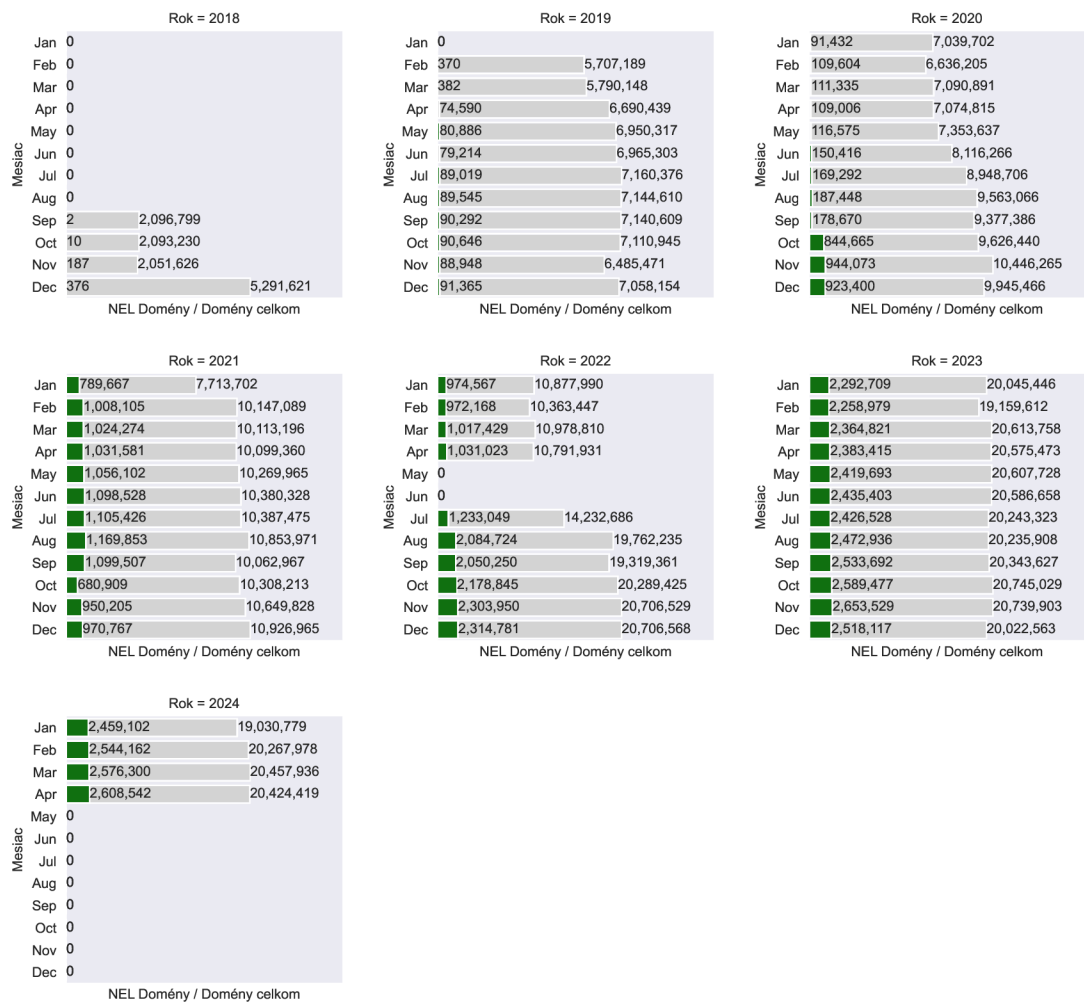 Rok = 2018
Mesiac
Jan 0
Feb 0
Mar 0
Apr 0
May 0
Jun 0
Jul 0
Aug 0
Sep 2 2,096,799
Oct 10 2,093,230
Nov 187 2,051,626
Dec 376 5,291,621
NEL Domény / Domény celkom
Rok = 2019
Mesiac
Jan 0
Feb 370 5,707,189
Mar 382 5,790,148
Apr 74,590 6,690,439
May 80,886 6,950,317
Jun 79,214 6,965,303
Jul 89,019 7,160,376
Aug 89,545 7,144,610
Sep 90,292 7,140,609
Oct 90,646 7,110,945
Nov 88,948 6,485,471
Dec 91,365 7,058,154
NEL Domény / Domény celkom
Rok = 2020
Mesiac
Jan 91,432 7,039,702
Feb 109,604 6,636,205
Mar 111,335 7,090,891
Apr 109,006 7,074,815
May 116,575 7,353,637
Jun 150,416 8,116,266
Jul 169,292 8,948,706
Aug 187,448 9,563,066
Sep 178,670 9,377,386
Oct 844,665 9,626,440
Nov 944,073 10,446,265
Dec 923,400 9,945,466
NEL Domény / Domény celkom
Rok = 2021
Mesiac
Jan 789,667 7,713,702
Feb 1,008,105 10,147,089
Mar 1,024,274 10,113,196
Apr 1,031,581 10,099,360
May 1,056,102 10,269,965
Jun 1,098,528 10,380,328
Jul 1,105,426 10,387,475
Aug 1,169,853 10,853,971
Sep 1,099,507 10,062,967
Oct 680,909 10,308,213
Nov 950,205 10,649,828
Dec 970,767 10,926,965
NEL Domény / Domény celkom
Rok = 2022
Mesiac
Jan 974,567 10,877,990
Feb 972,168 10,363,447
Mar 1,017,429 10,978,810
Apr 1,031,023 10,791,931
May 0
Jun 0
Jul 1,233,049 14,232,686
Aug 2,084,724 19,762,235
Sep 2,050,250 19,319,361
Oct 2,178,845 20,289,425
Nov 2,303,950 20,706,529
Dec 2,314,781 20,706,568
NEL Domény / Domény celkom
Rok = 2023
Mesiac
Jan 2,292,709 20,045,446
Feb 2,258,979 19,159,612
Mar 2,364,821 20,613,758
Apr 2,383,415 20,575,473
May 2,419,693 20,607,728
Jun 2,435,403 20,586,658
Jul 2,426,528 20,243,323
Aug 2,472,936 20,235,908
Sep 2,533,692 20,343,627
Oct 2,589,477 20,745,029
Nov 2,653,529 20,739,903
Dec 2,518,117 20,022,563
NEL Domény / Domény celkom
Rok = 2024
Mesiac
Jan 2,459,102 19,030,779
Feb 2,544,162 20,267,978
Mar 2,576,300 20,457,936
Apr 2,608,542 20,424,419
May 0
Jun 0
Jul 0
Aug 0
Sep 0
Oct 0
Nov 0
Dec 0
NEL Domény / Domény celkom